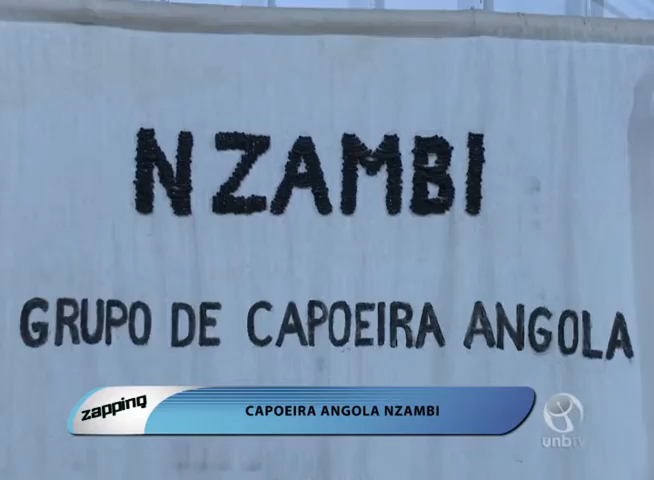 NZAMBI
GRUPO DE CAPOEIRA ANGOLA
zapping
CAPOEIRA ANGOLA NZAMBI
unbtv